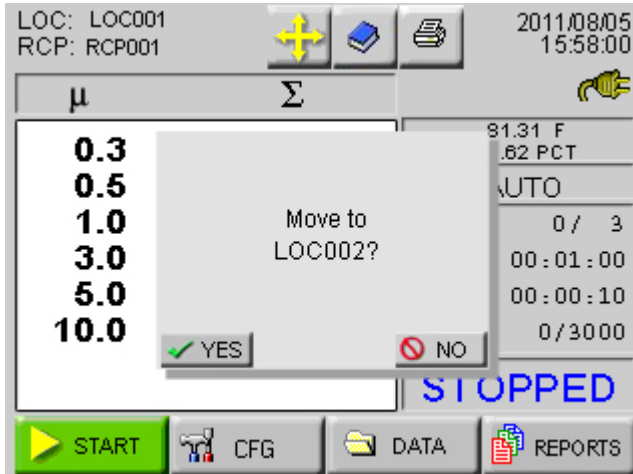 LOC: LOC001
RCP: RCP001
2011/08/05
15:58:00
μ Σ
0.3
0.5
1.0
3.0
5.0
10.0
81.31 F
.62 PCT
AUTO
0/ 3
00:01:00
00:00:10
0/3000
STOPPED
Move to
LOC002?
YES NO
START CFG DATA REPORTS